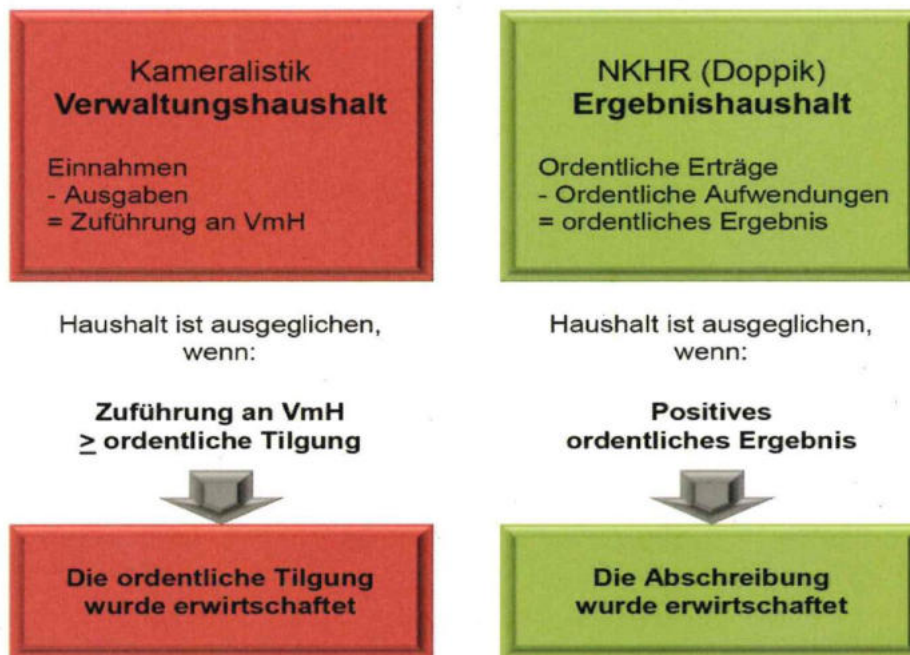 Kameralistik
Verwaltungshaushalt
Einnahmen
- Ausgaben
= Zuführung an VmH
Haushalt ist ausgeglichen,
wenn:
Zuführung an VmH
≥ ordentliche Tilgung
Die ordentliche Tilgung
wurde erwirtschaftet
NKHR (Doppik)
Ergebnishaushalt
Ordentliche Erträge
- Ordentliche Aufwendungen
= ordentliches Ergebnis
Haushalt ist ausgeglichen,
wenn:
Positives
ordentliches Ergebnis
Die Abschreibung
wurde erwirtschaftet